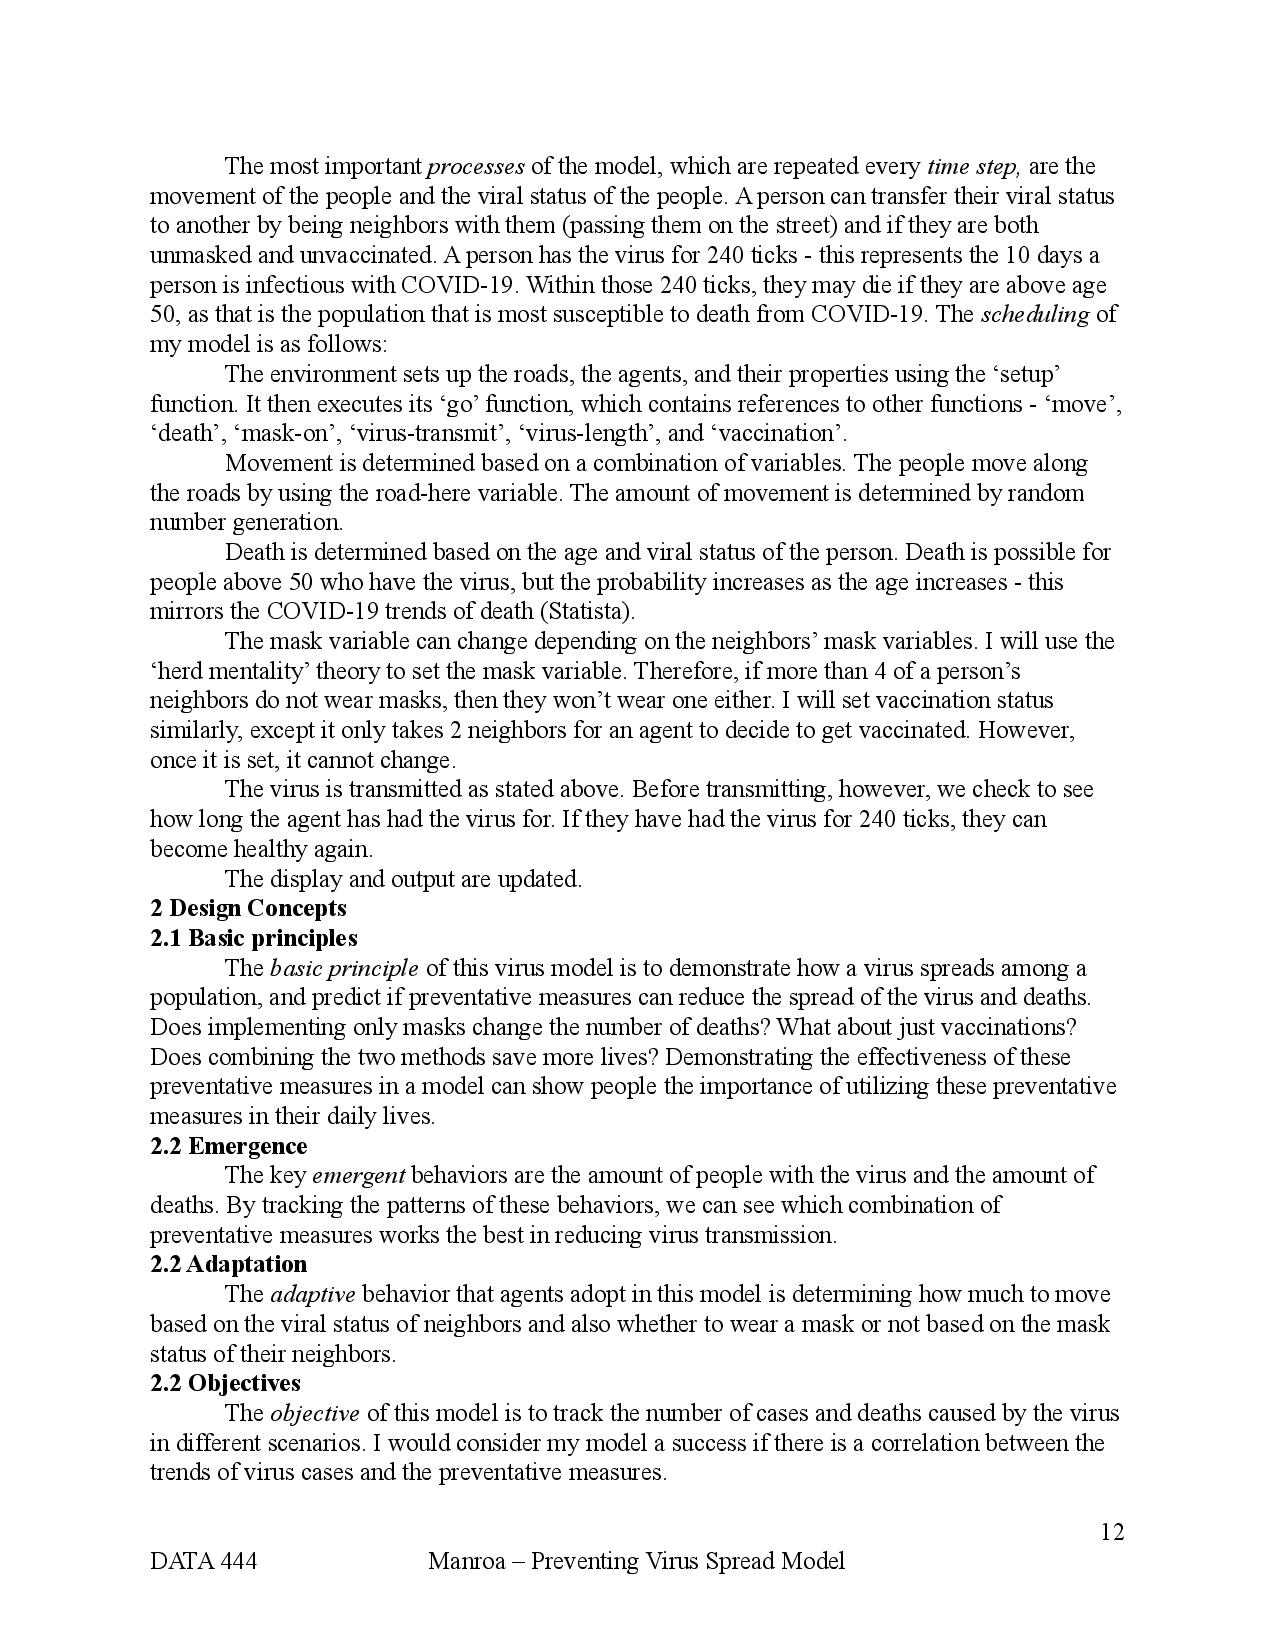 The most important processes of the model, which are repeated every time step, are the
movement of the people and the viral status of the people. A person can transfer their viral status
to another by being neighbors with them (passing them on the street) and if they are both
unmasked and unvaccinated. A person has the virus for 240 ticks - this represents the 10 days a
person is infectious with COVID-19. Within those 240 ticks, they may die if they are above age
50, as that is the population that is most susceptible to death from COVID-19. The scheduling of
my model is as follows:
The environment sets up the roads, the agents, and their properties using the ‘setup’
function. It then executes its ‘go’ function, which contains references to other functions - ‘move’,
‘death’, ‘mask-on’, ‘virus-transmit’, ‘virus-length’, and ‘vaccination’.
Movement is determined based on a combination of variables. The people move along
the roads by using the road-here variable. The amount of movement is determined by random
number generation.
Death is determined based on the age and viral status of the person. Death is possible for
people above 50 who have the virus, but the probability increases as the age increases - this
mirrors the COVID-19 trends of death (Statista).
The mask variable can change depending on the neighbors’ mask variables. I will use the
‘herd mentality’ theory to set the mask variable. Therefore, if more than 4 of a person’s
neighbors do not wear masks, then they won’t wear one either. I will set vaccination status
similarly, except it only takes 2 neighbors for an agent to decide to get vaccinated. However,
once it is set, it cannot change.
The virus is transmitted as stated above. Before transmitting, however, we check to see
how long the agent has had the virus for. If they have had the virus for 240 ticks, they can
become healthy again.
The display and output are updated.
2 Design Concepts
2.1 Basic principles
The basic principle of this virus model is to demonstrate how a virus spreads among a
population, and predict if preventative measures can reduce the spread of the virus and deaths.
Does implementing only masks change the number of deaths? What about just vaccinations?
Does combining the two methods save more lives? Demonstrating the effectiveness of these
preventative measures in a model can show people the importance of utilizing these preventative
measures in their daily lives.
2.2 Emergence
The key emergent behaviors are the amount of people with the virus and the amount of
deaths. By tracking the patterns of these behaviors, we can see which combination of
preventative measures works the best in reducing virus transmission.
2.2 Adaptation
The adaptive behavior that agents adopt in this model is determining how much to move
based on the viral status of neighbors and also whether to wear a mask or not based on the mask
status of their neighbors.
2.2 Objectives
The objective of this model is to track the number of cases and deaths caused by the virus
in different scenarios. I would consider my model a success if there is a correlation between the
trends of virus cases and the preventative measures.
12
DATA 444 Manroa – Preventing Virus Spread Model